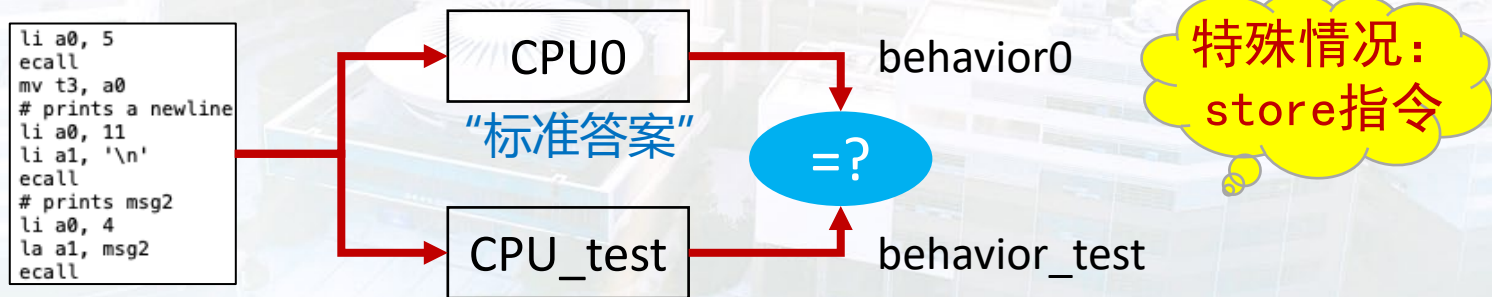 li a0, 5
ecall
mv t3, a0
# prints a newline
li a0, 11
li a1, '\n'
ecall
# prints msg2
li a0, 4
la a1, msg2
ecall
CPU0
“标准答案”
CPU_test
behavior0
=?
behavior_test
特殊情况：
store指令